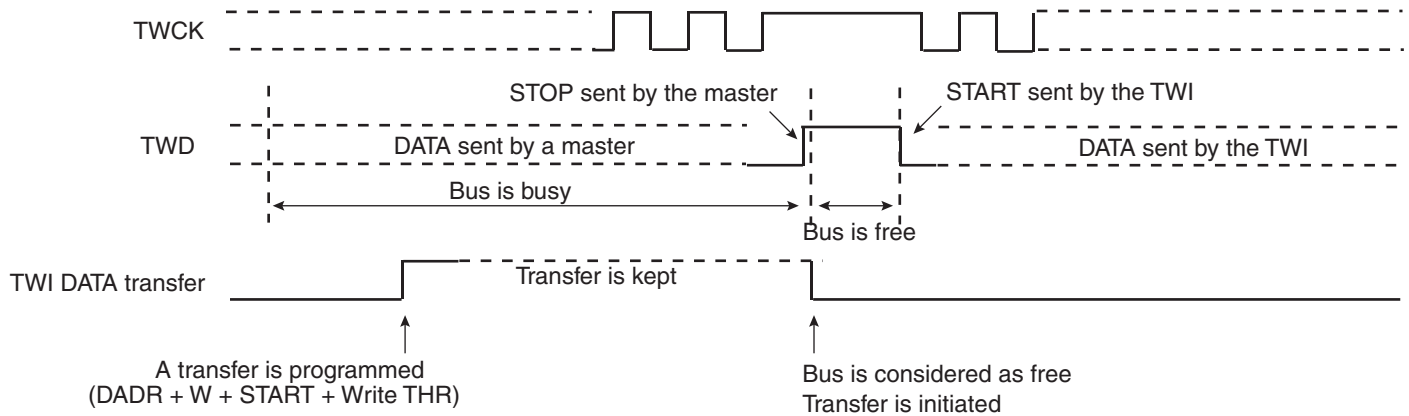 TWCK
STOP sent by the master
START sent by the TWI
TWD
DATA sent by a master
DATA sent by the TWI
Bus is busy
Bus is free
TWI DATA transfer
Transfer is kept
A transfer is programmed
(DADR + W + START + Write THR)
Bus is considered as free
Transfer is initiated